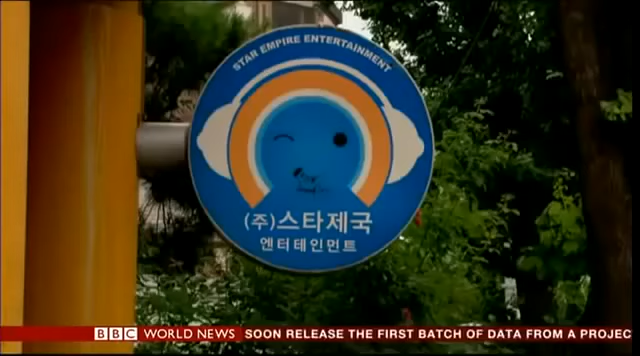 STAR EMPIRE ENTERTAINMENT
(주)스타제국
엔터테인먼트
BBC WORLD NEWS SOON RELEASE THE FIRST BATCH OF DATA FROM A PROJEC